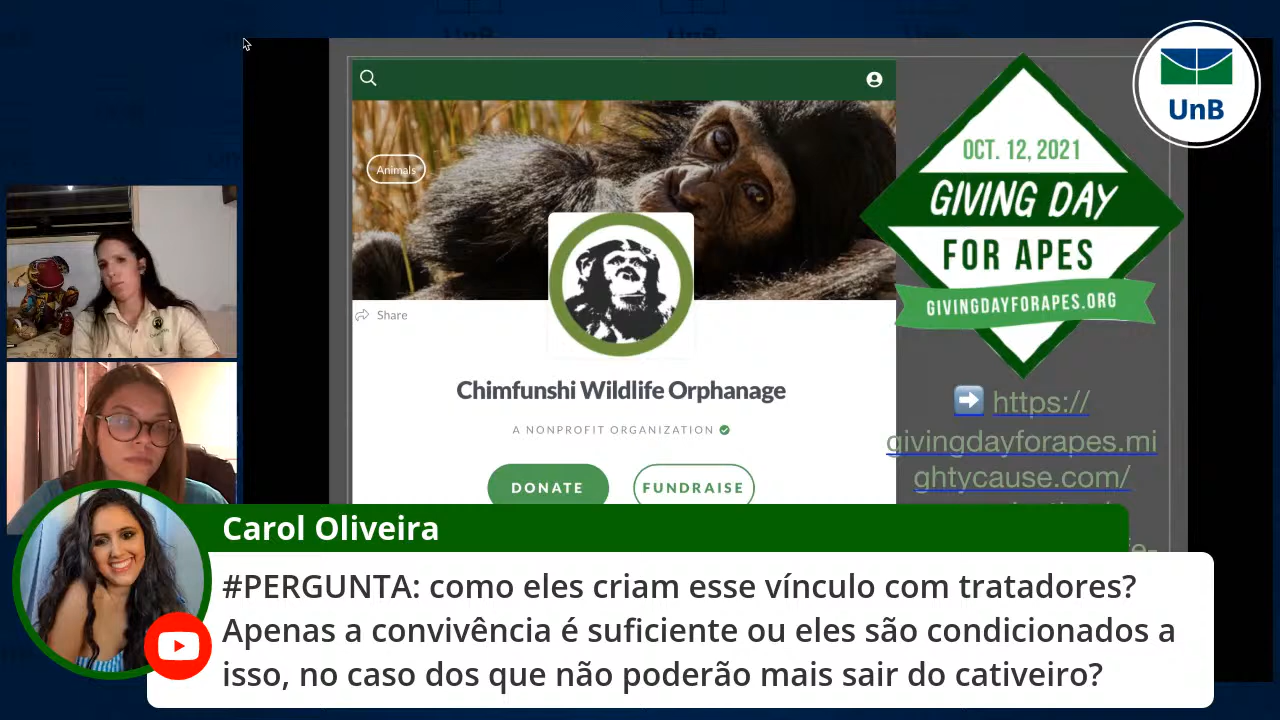 UnB
OCT. 12, 2021
GIVING DAY
FOR APES
GIVINGDAYFORAPES.ORG
Animals
Share
Chimfunshi Wildlife Orphanage
A NONPROFIT ORGANIZATION
DONATE
FUNDRAISE
➡️ https://
givingdayforapes.mi
ghtycause.com/
Carol Oliveira
#PERGUNTA: como eles criam esse vínculo com tratadores?
Apenas a convivência é suficiente ou eles são condicionados a
isso, no caso dos que não poderão mais sair do cativeiro?